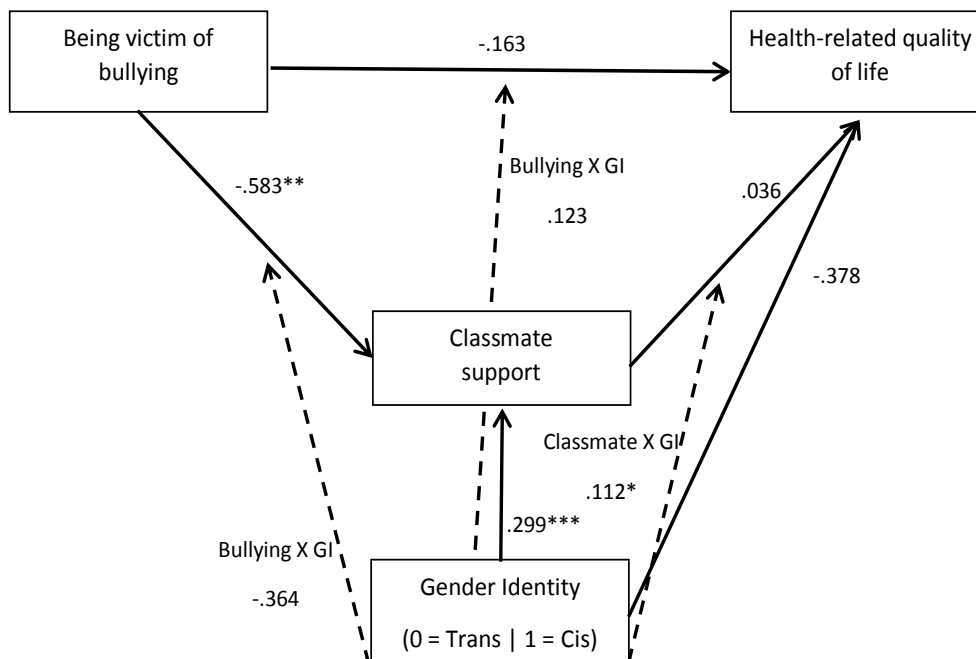 Being victim of
bullying
-.163
Health-related quality
of life
Bullying X GI
.123
-.583**
.036
-.378
Classmate
support
Classmate X GI
.112*
.299***
Bullying X GI
-.364
Gender Identity
(0 = Trans | 1 = Cis)